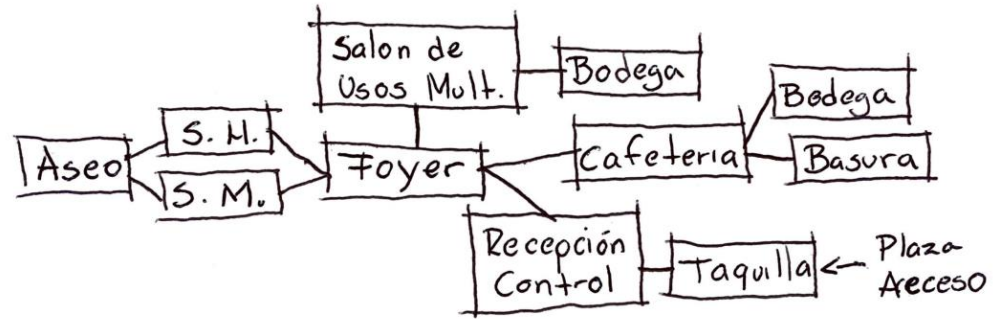 Salon de
Usos Mult.
Bodega
Bodega
S. H.
Aseo
Foyer
Cafeteria
Basura
S. M.
Recepción
Control
Taquilla
Plaza
Acceso